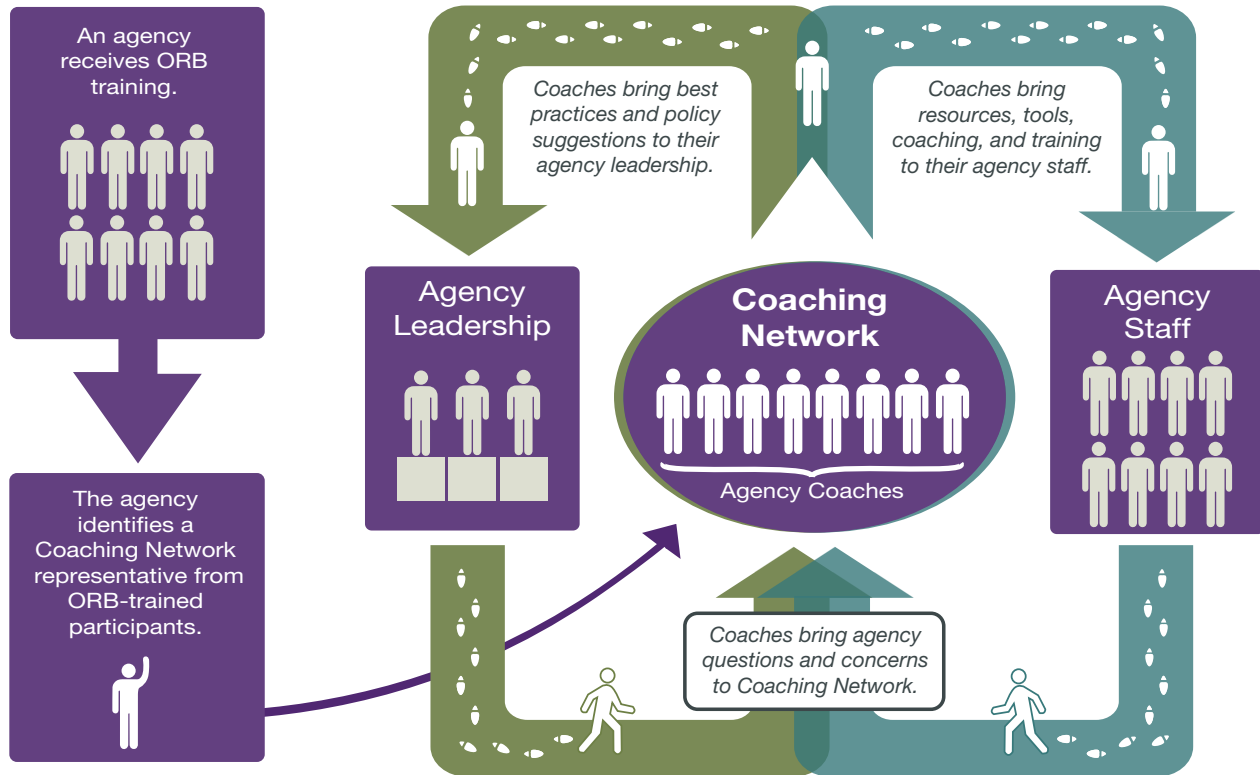 An agency
receives ORB
training.
The agency
identifies a
Coaching Network
representative from
ORB-trained
participants.
Coaches bring best
practices and policy
suggestions to their
agency leadership.
Coaches bring
resources, tools,
coaching, and training
to their agency staff.
Agency
Leadership
Coaching
Network
Agency Coaches
Agency
Staff
Coaches bring agency
questions and concerns
to Coaching Network.